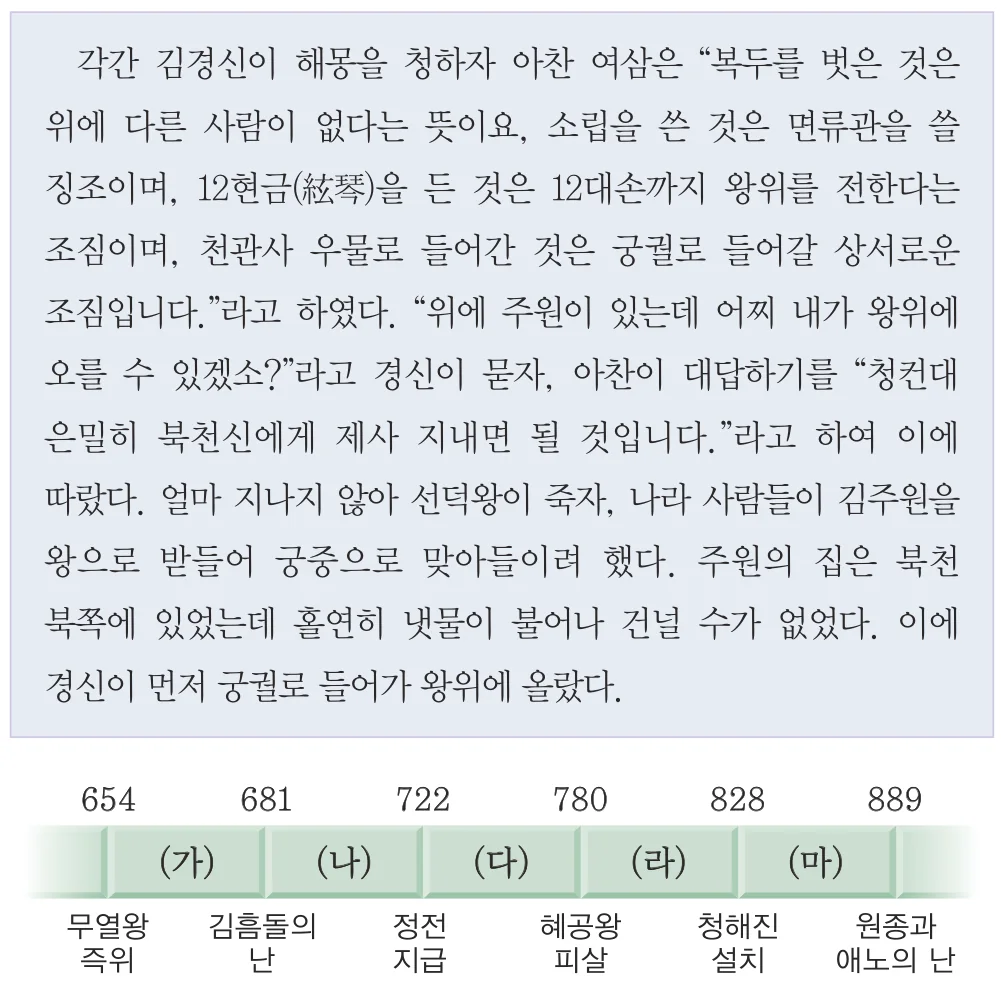 각간 김경신이 해몽을 청하자 아찬 여삼은 “복두를 벗은 것은
위에 다른 사람이 없다는 뜻이요, 소립을 쓴 것은 면류관을 쓸
징조이며, 12현금(絃琴)을 든 것은 12대손까지 왕위를 전한다는
조짐이며, 천관사 우물로 들어간 것은 궁궐로 들어갈 상서로운
조짐입니다.”라고 하였다. “위에 주원이 있는데 어찌 내가 왕위에
오를 수 있겠소?”라고 경신이 묻자, 아찬이 대답하기를 “청컨대
은밀히 북천신에게 제사 지내면 될 것입니다.”라고 하여 이에
따랐다. 얼마 지나지 않아 선덕왕이 죽자, 나라 사람들이 김주원을
왕으로 받들어 궁중으로 맞아들이려 했다. 주원의 집은 북천
북쪽에 있었는데 홀연히 냇물이 불어나 건널 수가 없었다. 이에
경신이 먼저 궁궐로 들어가 왕위에 올랐다.
654 681 722 780 828 889
(가) (나) (다) (라) (마)
무열왕 김흠돌의 정전 혜공왕 청해진 원종과
즉위 난 지급 피살 설치 애노의 난